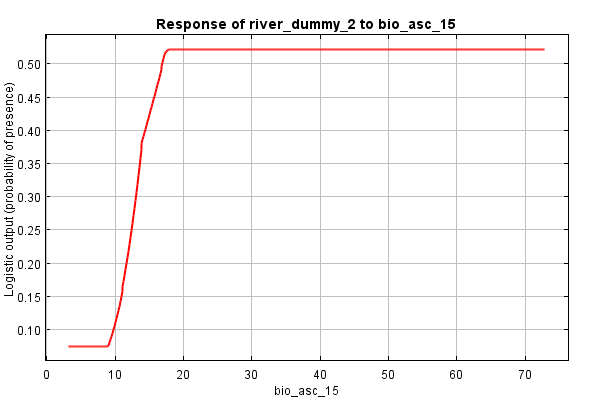 Response of river_dummy_2 to bio_asc_15
Logistic output (probability of presence)
0.50
0.45
0.40
0.35
0.30
0.25
0.20
0.15
0.10
0 10 20 30 40 50 60 70
bio_asc_15